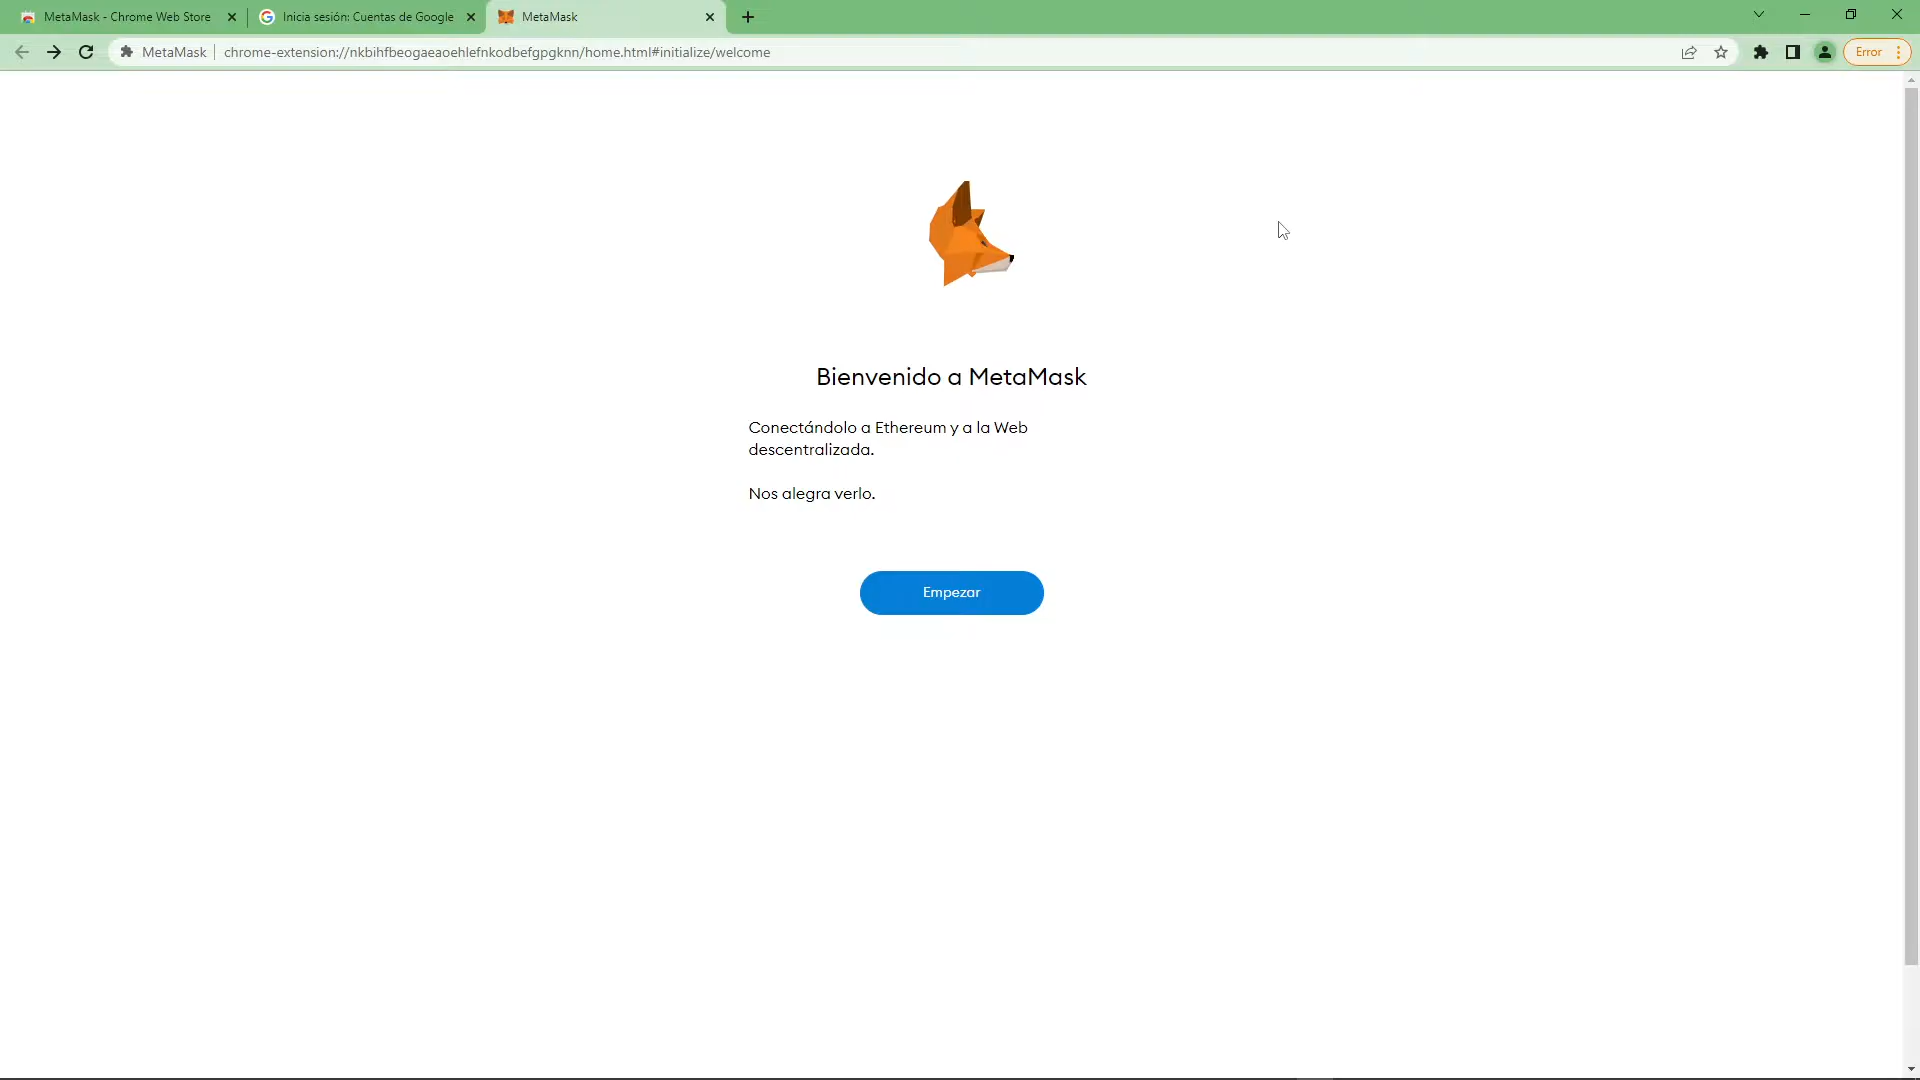 MetaMask - Chrome Web Store
Inicia sesión: Cuentas de Google
MetaMask
MetaMask
chrome-extension://nkbihfbeogaeaoehlefnkodbefgpgknn/home.html#initialize/welcome
Error
Bienvenido a MetaMask
Conectándolo a Ethereum y a la Web
descentralizada.
Nos alegra verlo.
Empezar